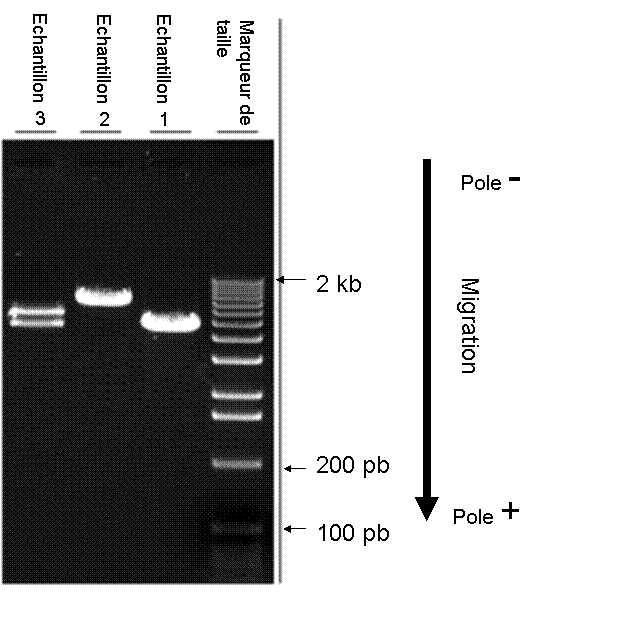 Echantillon 3
Echantillon 2
Echantillon 1
Marqueur de
taille
Pole -
2 kb
Migration
200 pb
Pole +
100 pb